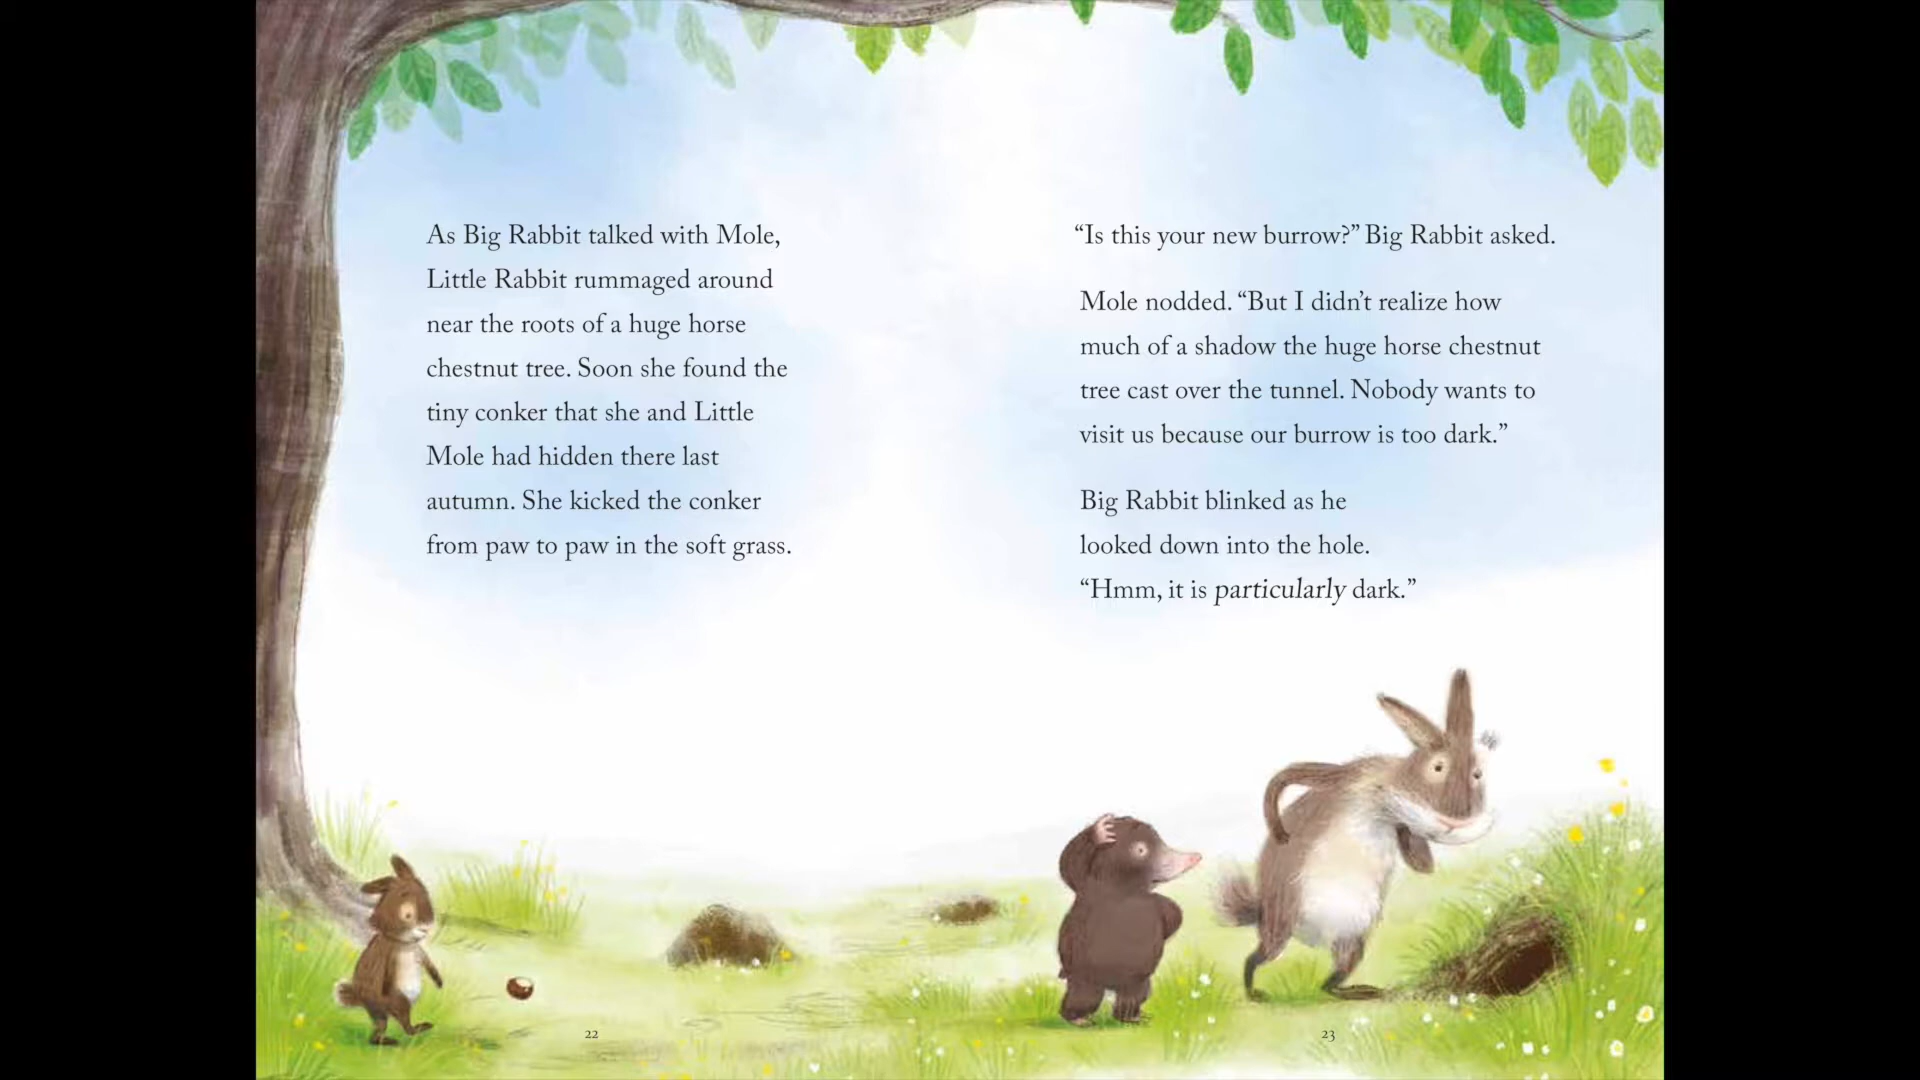 As Big Rabbit talked with Mole,
Little Rabbit rummaged around
near the roots of a huge horse
chestnut tree. Soon she found the
tiny conker that she and Little
Mole had hidden there last
autumn. She kicked the conker
from paw to paw in the soft grass.
22
“Is this your new burrow?” Big Rabbit asked.
Mole nodded. “But I didn’t realize how
much of a shadow the huge horse chestnut
tree cast over the tunnel. Nobody wants to
visit us because our burrow is too dark.”
Big Rabbit blinked as he
looked down into the hole.
“Hmm, it is particularly dark.”
23